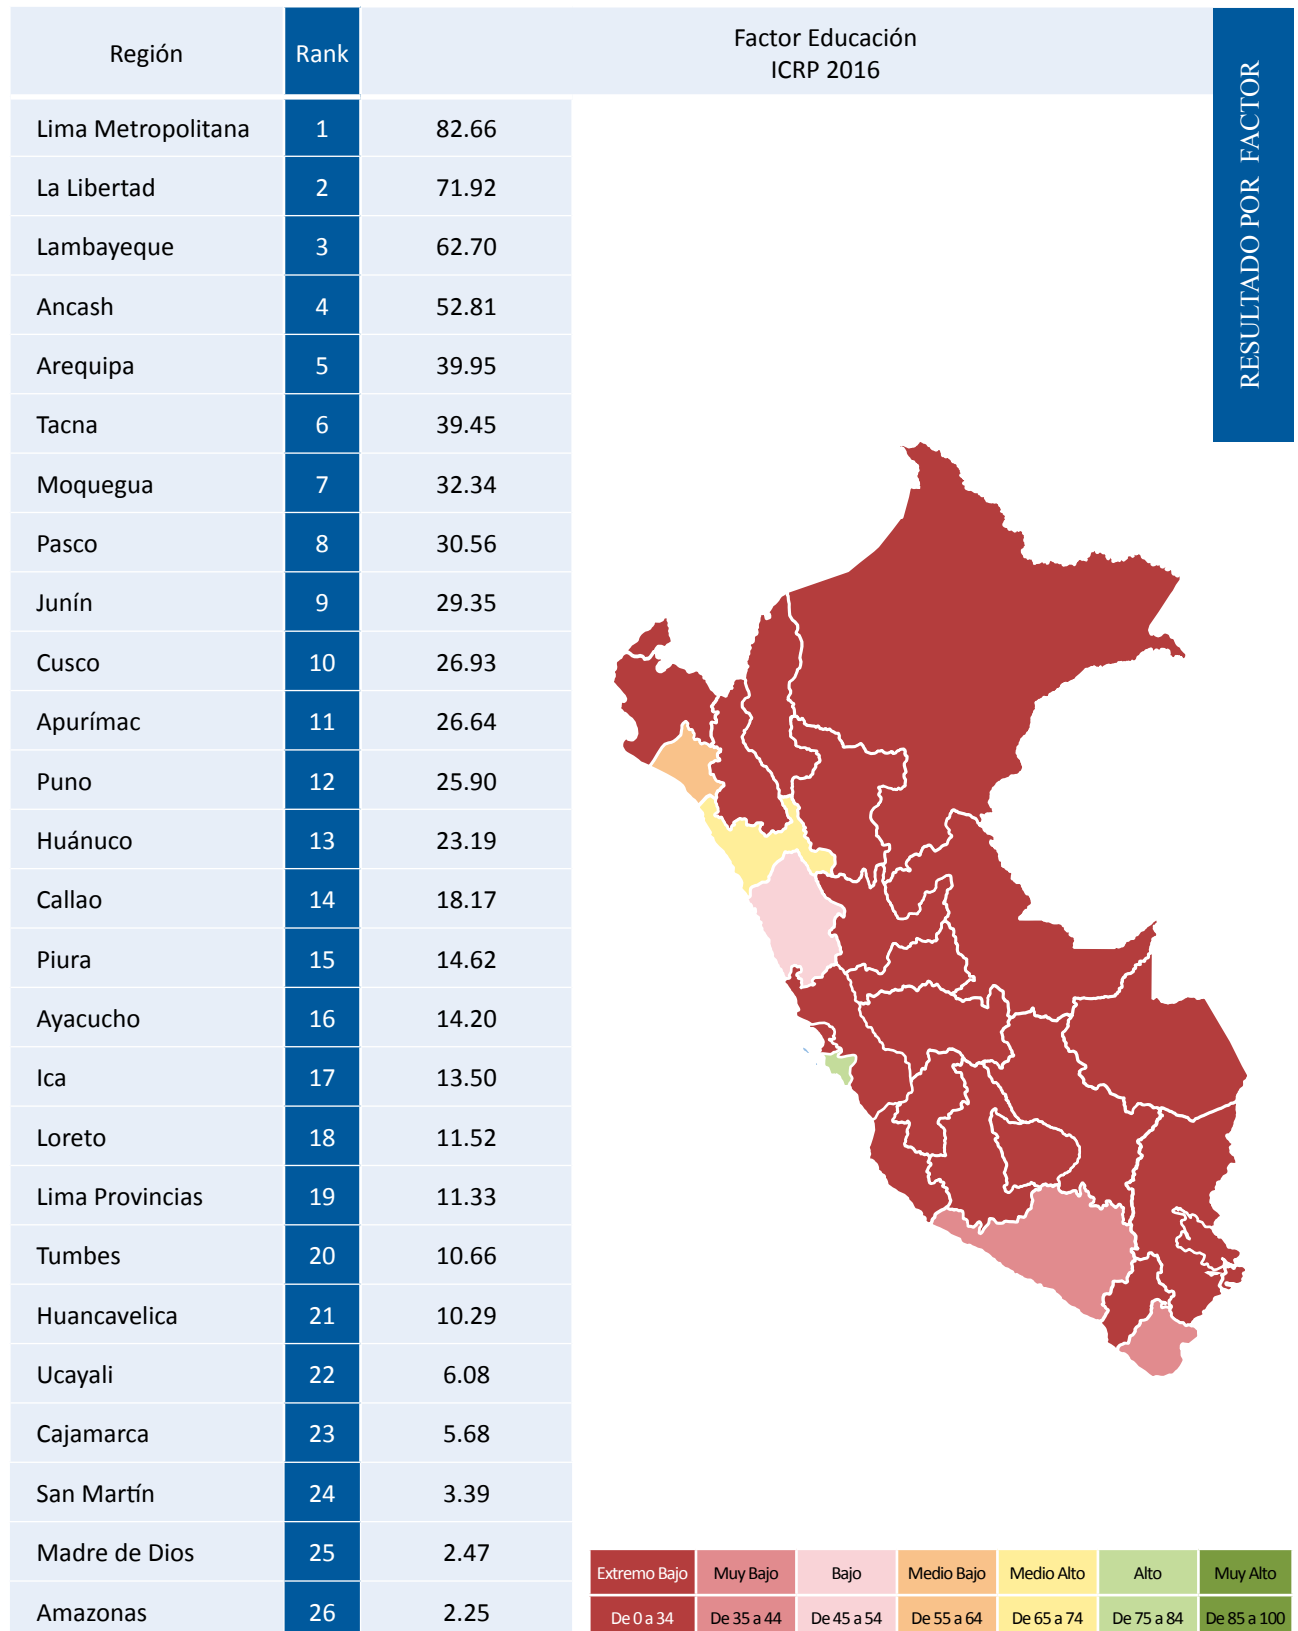 Región Rank Factor Educación
ICRP 2016
RESULTADO POR FACTOR
Lima Metropolitana 1 82.66
La Libertad 2 71.92
Lambayeque 3 62.70
Ancash 4 52.81
Arequipa 5 39.95
Tacna 6 39.45
Moquegua 7 32.34
Pasco 8 30.56
Junín 9 29.35
Cusco 10 26.93
Apurímac 11 26.64
Puno 12 25.90
Huánuco 13 23.19
Callao 14 18.17
Piura 15 14.62
Ayacucho 16 14.20
Ica 17 13.50
Loreto 18 11.52
Lima Provincias 19 11.33
Tumbes 20 10.66
Huancavelica 21 10.29
Ucayali 22 6.08
Cajamarca 23 5.68
San Martín 24 3.39
Madre de Dios 25 2.47
Amazonas 26 2.25
Extremo Bajo Muy Bajo Bajo Medio Bajo Medio Alto Alto Muy Alto
De 0 a 34 De 35 a 44 De 45 a 54 De 55 a 64 De 65 a 74 De 75 a 84 De 85 a 100